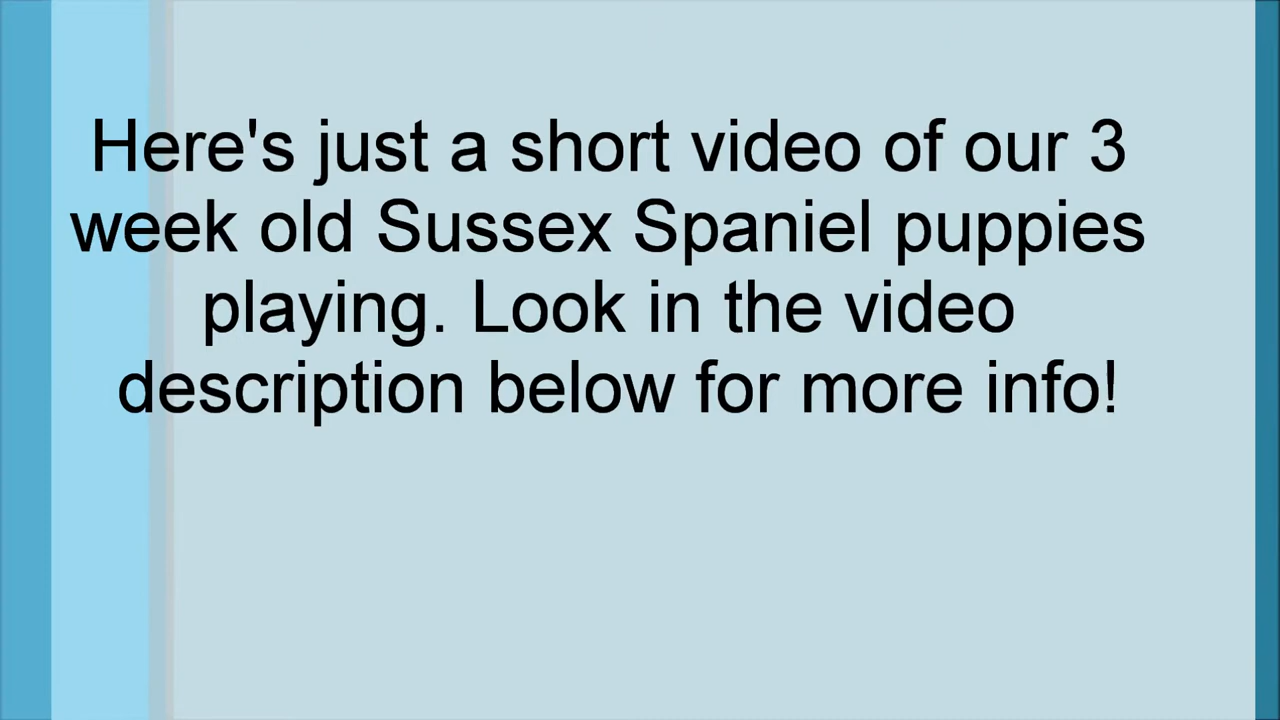 Here's just a short video of our 3
week old Sussex Spaniel puppies
playing. Look in the video
description below for more info!